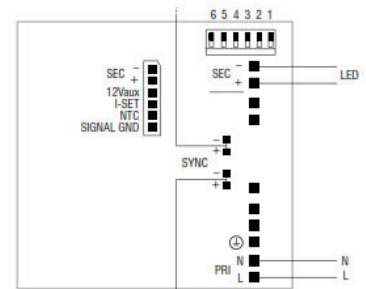 6 5 4 3 2 1
SEC -
+
12Vaux
I-SET
NTC
SIGNAL GND
SEC -
+
LED
-
+
SYNC
-
+
N
PRI
L
N
L